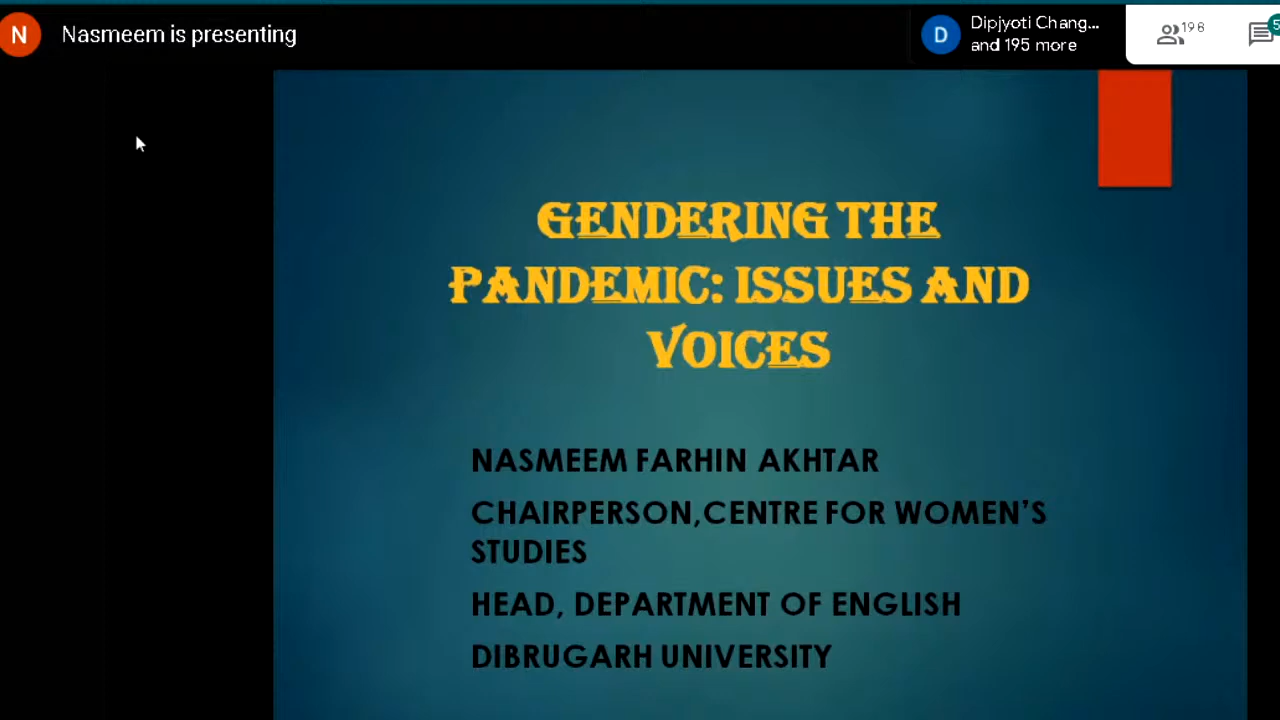 N
Nasmeem is presenting
D
Dipjyoti Chang...
and 195 more
198
5
GENDERING THE
PANDEMIC: ISSUES AND
VOICES
NASMEEM FARHIN AKHTAR
CHAIRPERSON,CENTRE FOR WOMEN'S
STUDIES
HEAD, DEPARTMENT OF ENGLISH
DIBRUGARH UNIVERSITY